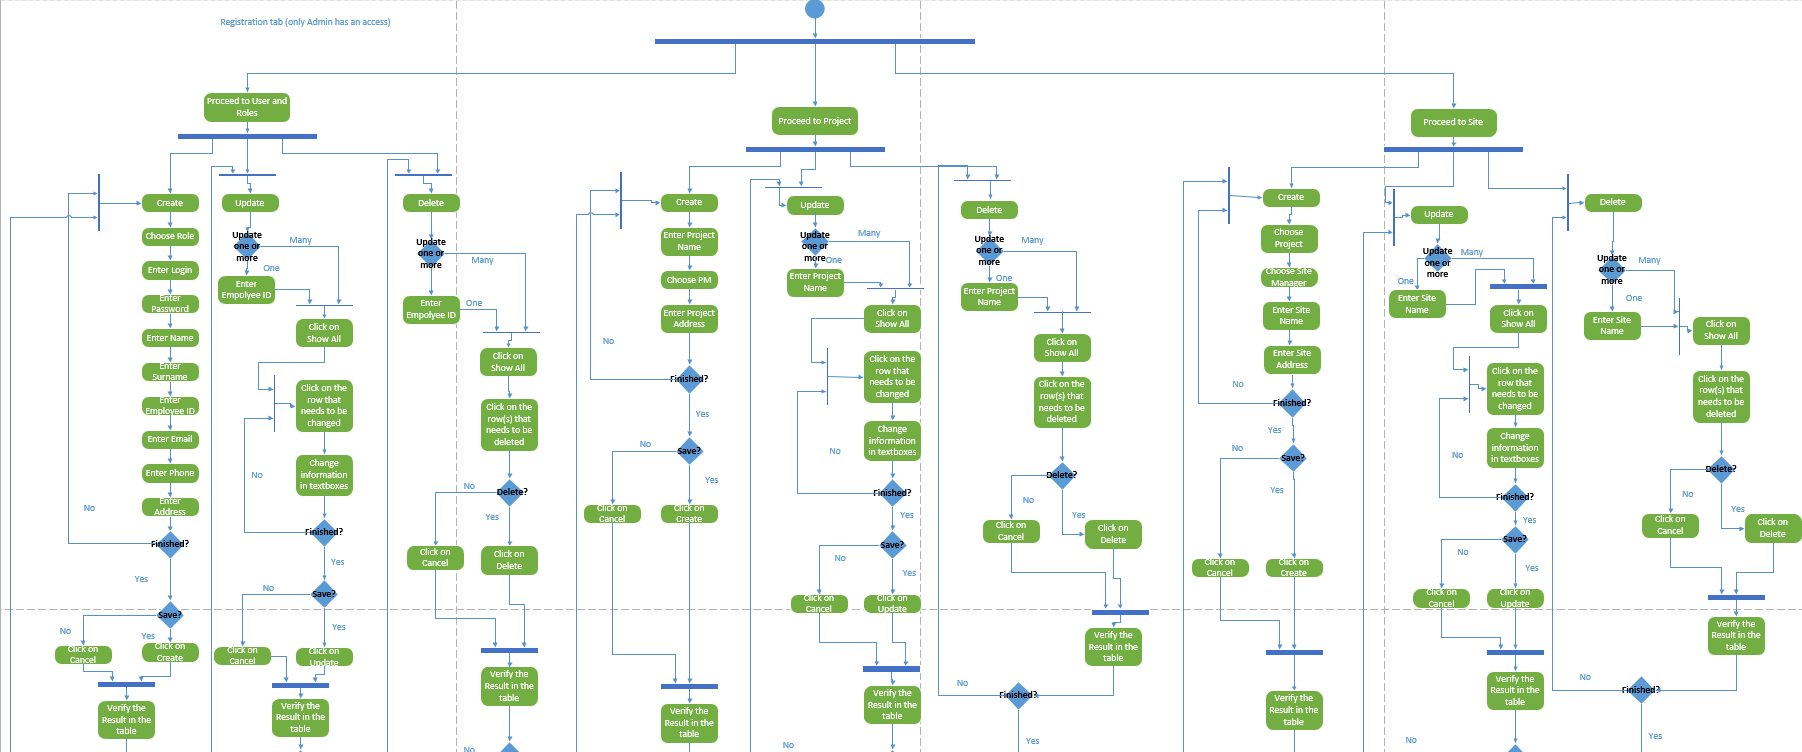 Registration tab (only Admin has an access)
Proceed to User and
Roles
Create
Choose Role
Enter Login
Enter
Password
Enter Name
Enter
Surname
Enter
Employee ID
Enter Email
Enter Phone
Enter
Address
No
Finished?
Yes
Save?
No
Yes
Click on
Cancel
Click on
Create
Verify the
Result in the
table
Update
Update
one or
more
Many
One
Enter
Empolyee ID
Click on
Show All
Click on the
row that
needs to be
changed
Change
information
in textboxes
No
Finished?
Yes
No
Save?
Yes
Click on
Cancel
Click on
Update
Verify the
Result in the
table
Delete
Update
one or
more
Many
Enter
Empolyee ID
One
Click on
Show All
Click on the
row(s) that
needs to be
deleted
No
Delete?
Yes
Click on
Cancel
Click on
Delete
Verify the
Result in the
table
No
Proceed to Project
Create
Enter Project
Name
Choose PM
Enter Project
Address
No
Finished?
Yes
No
Save?
Yes
Click on
Cancel
Click on
Create
Verify the
Result in the
table
Update
Update
one or
more
Many
One
Enter Project
Name
Click on
Show All
Click on the
row that
needs to be
changed
Change
information
in textboxes
No
Finished?
Yes
Save?
No
Yes
Click on
Cancel
Click on
Update
Verify the
Result in the
table
No
Delete
Update
one or
more
Many
One
Enter Project
Name
Click on
Show All
Click on the
row(s) that
needs to be
deleted
Delete?
No
Yes
Click on
Cancel
Click on
Delete
Verify the
Result in the
table
No
Finished?
Yes
Proceed to Site
Create
Choose
Project
Choose Site
Manager
Enter Site
Name
Enter Site
Address
No
Finished?
Yes
No
Save?
Yes
Click on
Cancel
Click on
Create
Verify the
Result in the
table
Update
Update
one or
more
Many
One
Enter Site
Name
Click on
Show All
Click on the
row that
needs to be
changed
Change
information
in textboxes
No
Finished?
Yes
Save?
No
Yes
Click on
Cancel
Click on
Update
Verify the
Result in the
table
No
Delete
Update
one or
more
Many
One
Enter Site
Name
Click on
Show All
Click on the
row(s) that
needs to be
deleted
Delete?
No
Yes
Click on
Cancel
Click on
Delete
Verify the
Result in the
table
No
Finished?
Yes